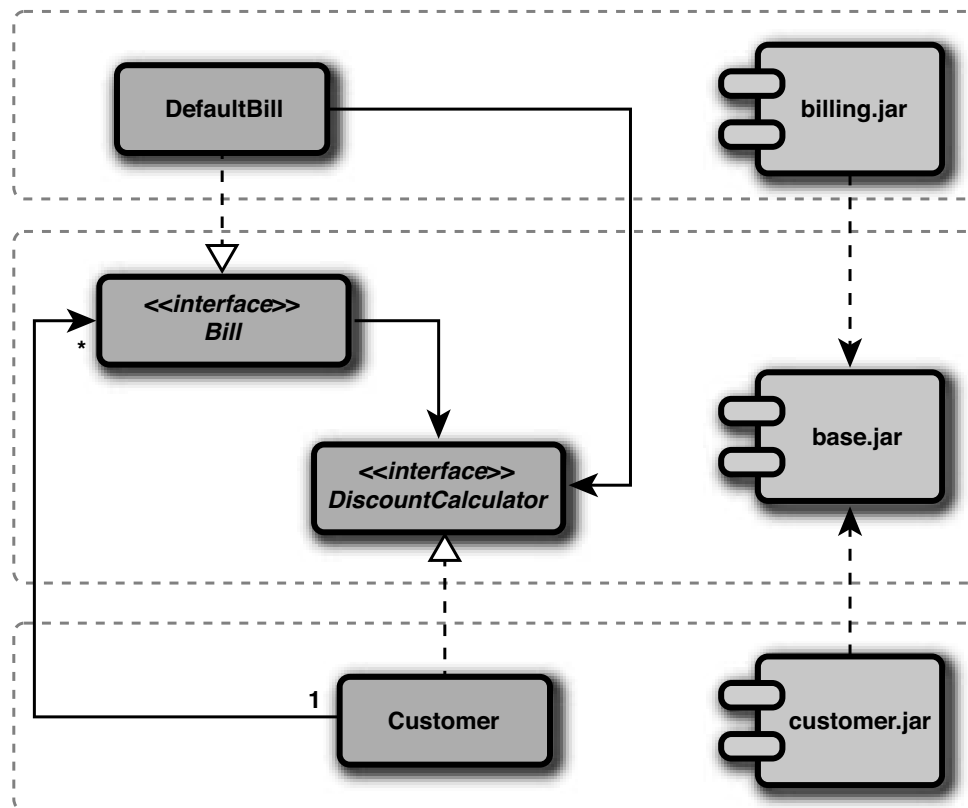 DefaultBill
billing.jar
<<interface>>
Bill
*
<<interface>>
DiscountCalculator
base.jar
1
Customer
customer.jar